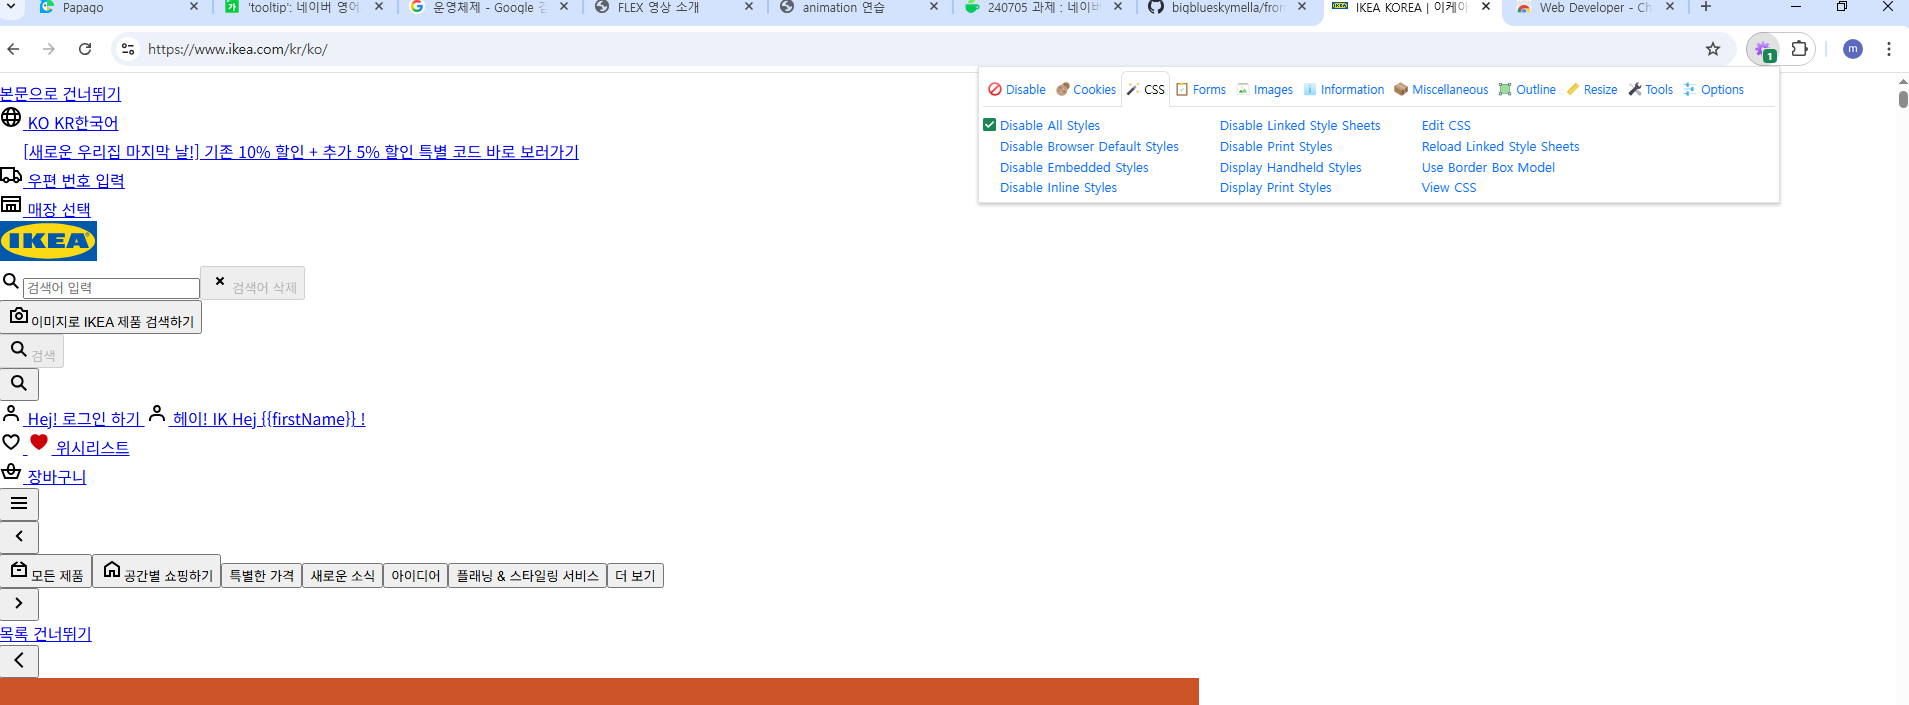 Papago
'tooltip': 네이버 영어
운영체제 - Google 검
FLEX 영상 소개
animation 연습
240705 과제 : 네이버
bigblueskymella/fron
IKEA KOREA | 이케아
Web Developer - Ch
https://www.ikea.com/kr/ko/
1
m
Disable
Cookies
CSS
Forms
Images
Information
Miscellaneous
Outline
Resize
Tools
Options
Disable All Styles
Disable Linked Style Sheets
Edit CSS
Disable Browser Default Styles
Disable Print Styles
Reload Linked Style Sheets
Disable Embedded Styles
Display Handheld Styles
Use Border Box Model
Disable Inline Styles
Display Print Styles
View CSS
본문으로 건너뛰기
KO KR한국어
[새로운 우리집 마지막 날!] 기존 10% 할인 + 추가 5% 할인 특별 코드 바로 보러가기
우편 번호 입력
매장 선택
IKEA
검색어 입력
검색어 삭제
이미지로 IKEA 제품 검색하기
검색
Hej! 로그인 하기
헤이! IK Hej {{firstName}} !
위시리스트
장바구니
모든 제품
공간별 쇼핑하기
특별한 가격
새로운 소식
아이디어
플래닝 & 스타일링 서비스
더 보기
목록 건너뛰기